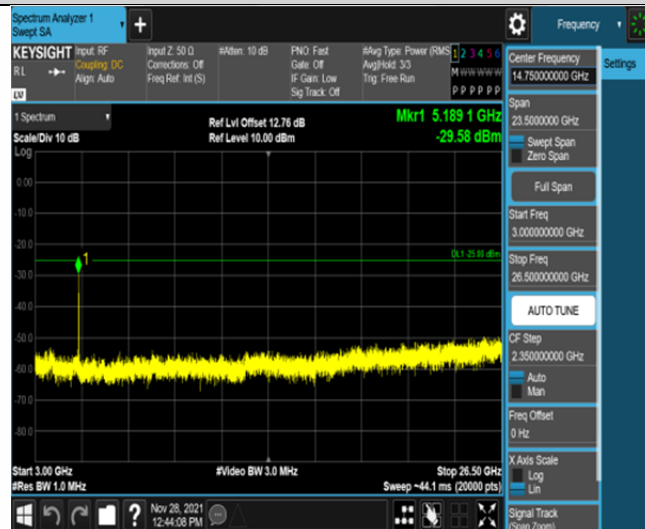 Spectrum Analyzer 1
Swept SA
Frequency
KEYSIGHT
Input: RF
Coupling: DC
Align: Auto
RL
LXI
Input Z: 50 Ω
Corrections: Off
Freq Ref: Int (S)
#Atten: 10 dB
PNO: Fast
Gate: Off
IF Gain: Low
Sig Track: Off
#Avg Type: Power (RMS
Avg|Hold: 3/3
Trig: Free Run
1 2 3 4 5 6
M W W W W W
P P P P P P
1 Spectrum
Scale/Div 10 dB
Log
Ref Lvl Offset 12.76 dB
Ref Level 10.00 dBm
Mkr1 5.189 1 GHz
-29.58 dBm
0.00
-10.0
-20.0
-30.0
-40.0
-50.0
-60.0
-70.0
-80.0
1
DL1 -25.00 dBm
Start 3.00 GHz
#Res BW 1.0 MHz
#Video BW 3.0 MHz
Stop 26.50 GHz
Sweep ~44.1 ms (20000 pts)
Nov 28, 2021
12:44:08 PM
Center Frequency
14.750000000 GHz
Settings
Span
23.5000000 GHz
Swept Span
Zero Span
Full Span
Start Freq
3.000000000 GHz
Stop Freq
26.500000000 GHz
AUTO TUNE
CF Step
2.350000000 GHz
Auto
Man
Freq Offset
0 Hz
X Axis Scale
Log
Lin
Signal Track
(Span Zoom)